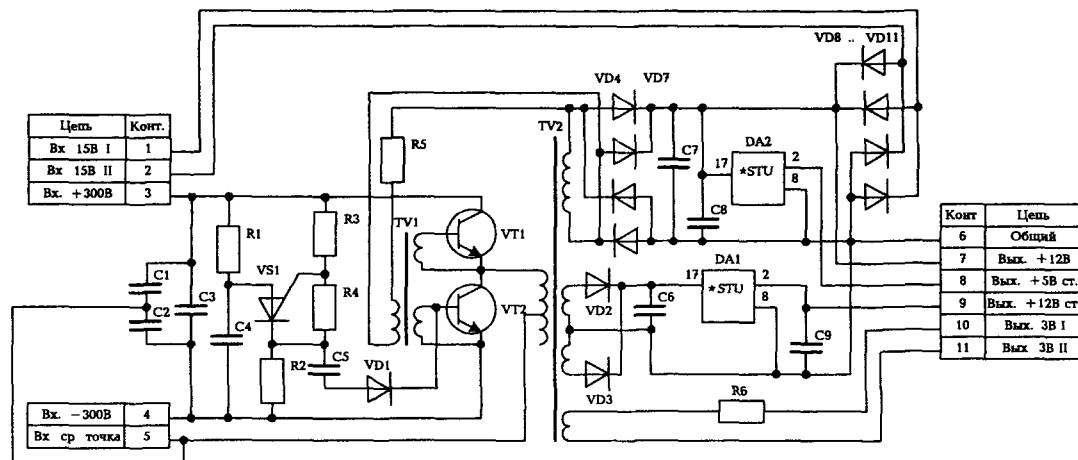 VD8 .. VD11
VD4 VD7
TV2
Цепь Конт.
Вх 15В I 1
Вх 15В II 2
Вх. +300В 3
R5
C7
DA2
17 *STU 2
8
C8
R1
R3
TV1
VT1
VS1
R4
C1
C2
C3
C4
R2
C5
VD1
VT2
VD2
C6
DA1
17 *STU 2
8
C9
VD3
R6
Конт Цепь
6 Общий
7 Вых. +12В
8 Вых. +5В ст.
9 Вых. +12В ст
10 Вых. 3В I
11 Вых 3В II
Вх. −300В 4
Вх ср точка 5